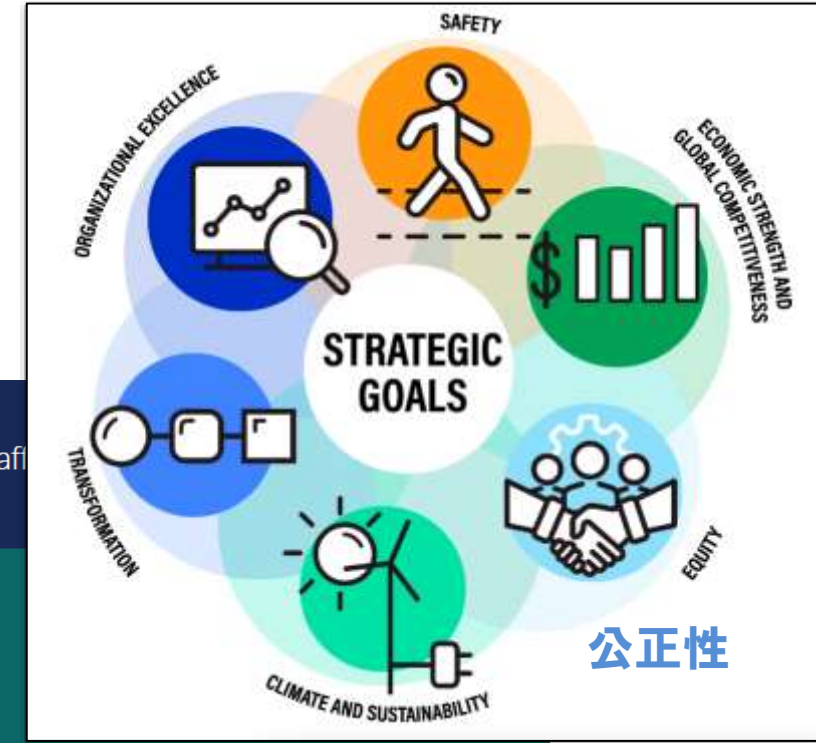 SAFETY
ORGANIZATIONAL EXCELLENCE
ECONOMIC STRENGTH AND
GLOBAL COMPETITIVENESS
STRATEGIC
GOALS
TRANSFORMATION
EQUITY
公正性
CLIMATE AND SUSTAINABILITY
$